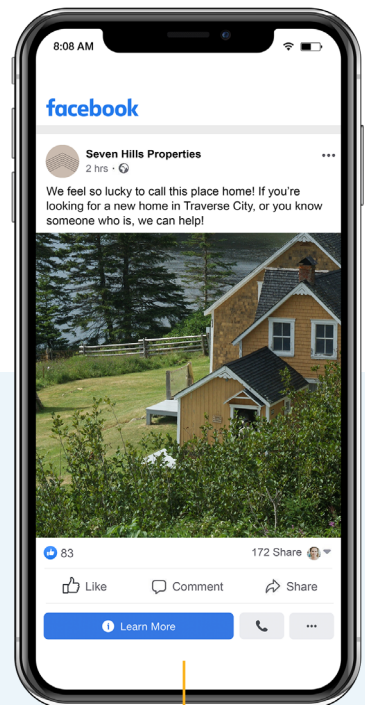 8:08 AM
facebook
Seven Hills Properties
2 hrs ·
We feel so lucky to call this place home! If you're
looking for a new home in Traverse City, or you know
someone who is, we can help!
83
172 Share
Like
Comment
Share
Learn More